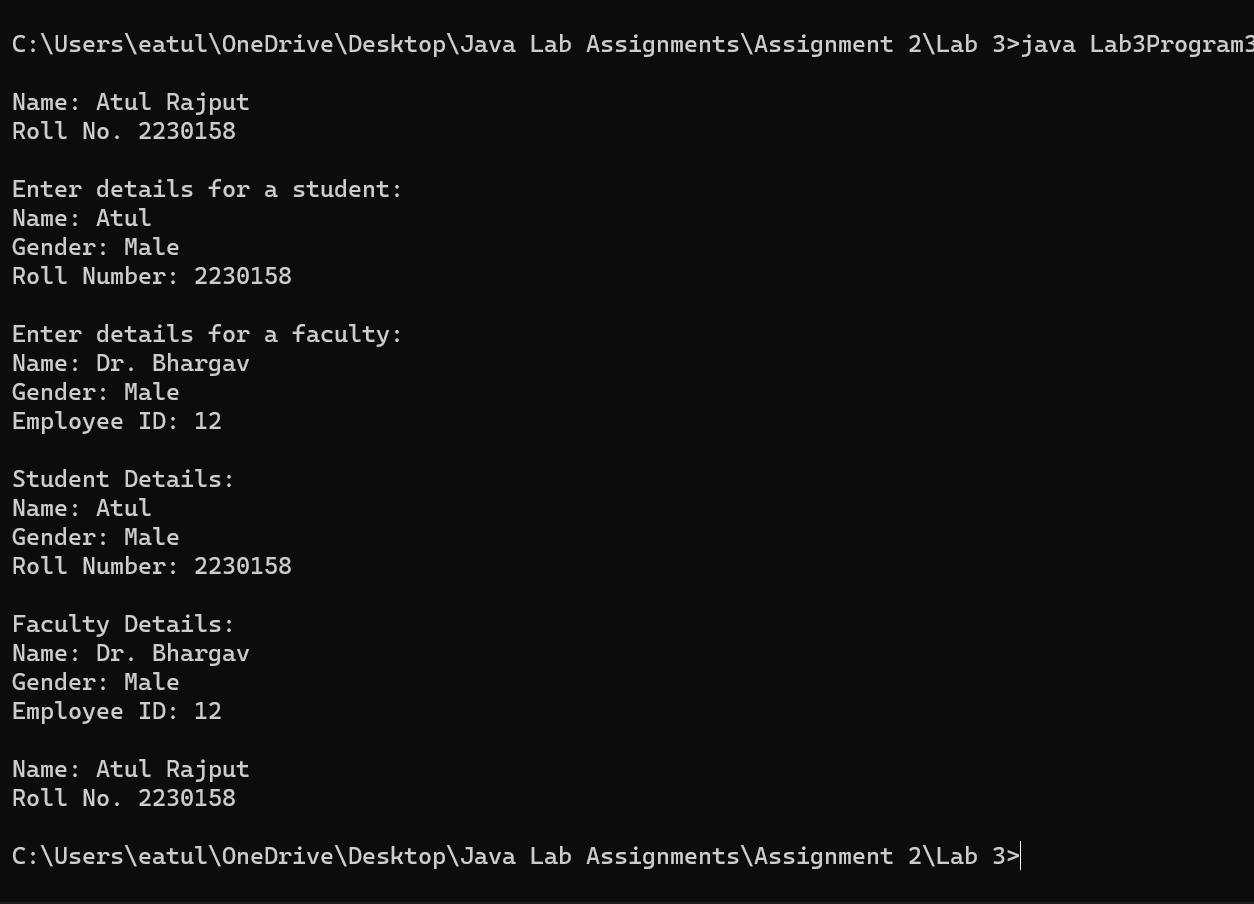 C:\Users\eatul\OneDrive\Desktop\Java Lab Assignments\Assignment 2\Lab 3>java Lab3Program3
Name: Atul Rajput
Roll No. 2230158
Enter details for a student:
Name: Atul
Gender: Male
Roll Number: 2230158
Enter details for a faculty:
Name: Dr. Bhargav
Gender: Male
Employee ID: 12
Student Details:
Name: Atul
Gender: Male
Roll Number: 2230158
Faculty Details:
Name: Dr. Bhargav
Gender: Male
Employee ID: 12
Name: Atul Rajput
Roll No. 2230158
C:\Users\eatul\OneDrive\Desktop\Java Lab Assignments\Assignment 2\Lab 3>